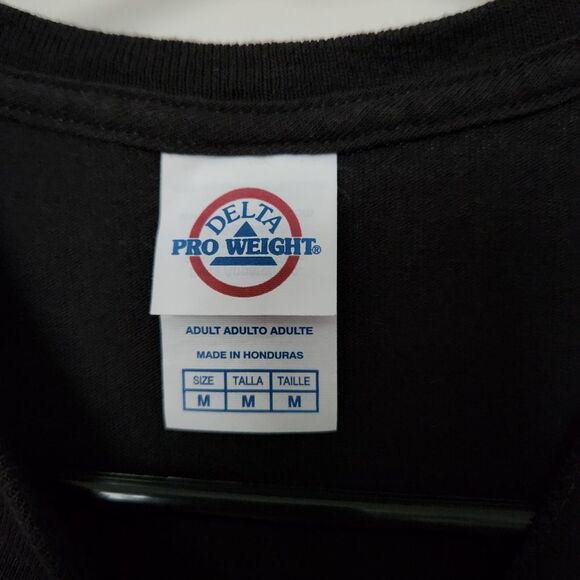 DELTA
PRO WEIGHT®
ADULT ADULTO ADULTE
MADE IN HONDURAS
SIZE TALLA TAILLE
M M M